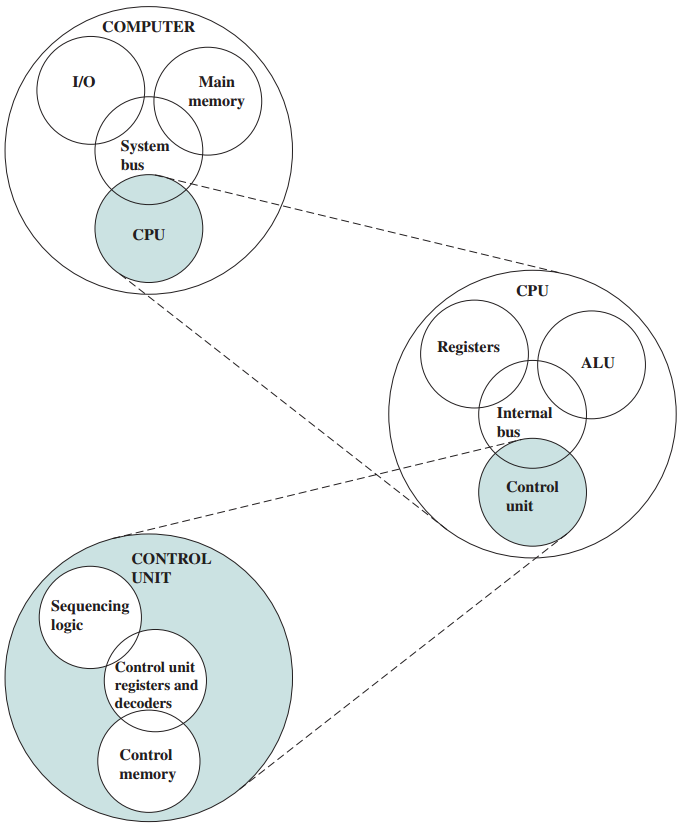 COMPUTER
I/O
Main
memory
System
bus
CPU
CPU
Registers
ALU
Internal
bus
Control
unit
CONTROL
UNIT
Sequencing
logic
Control unit
registers and
decoders
Control
memory